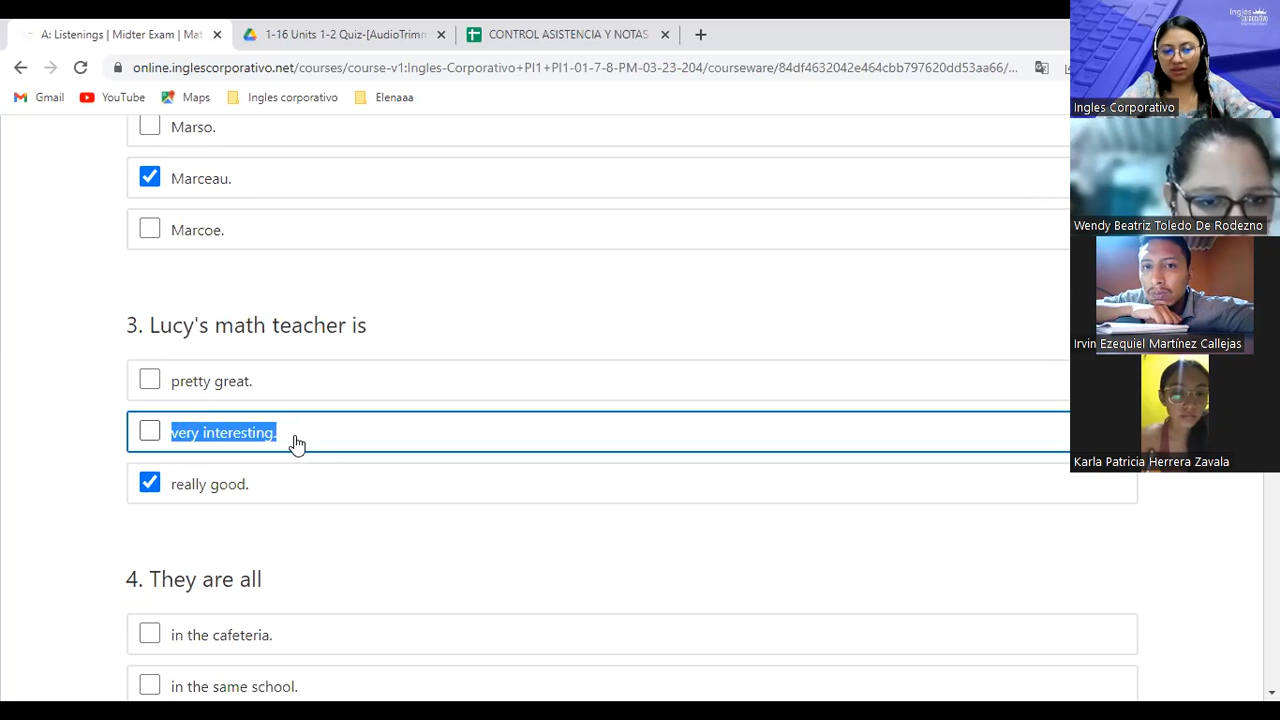 A: Listenings | Midter Exam | Mat
1-16 Units 1-2 Quiz-[AudioTrim
CONTROL ASISTENCIA Y NOTAS
online.inglescorporativo.net/courses/course-v1:Ingles-Corporativo+PI1+PI1-01-7-8-PM-03-23-204/courseware/84df4632042e464cbb797620dd53aa66/...
Gmail
YouTube
Maps
Ingles corporativo
Elenaaa
Marso.
Marceau.
Marcoe.
3. Lucy's math teacher is
pretty great.
very interesting.
really good.
4. They are all
in the cafeteria.
in the same school.
Ingles
Ingles Corporativo
Wendy Beatriz Toledo De Rodezno
Irvin Ezequiel Martínez Callejas
Karla Patricia Herrera Zavala